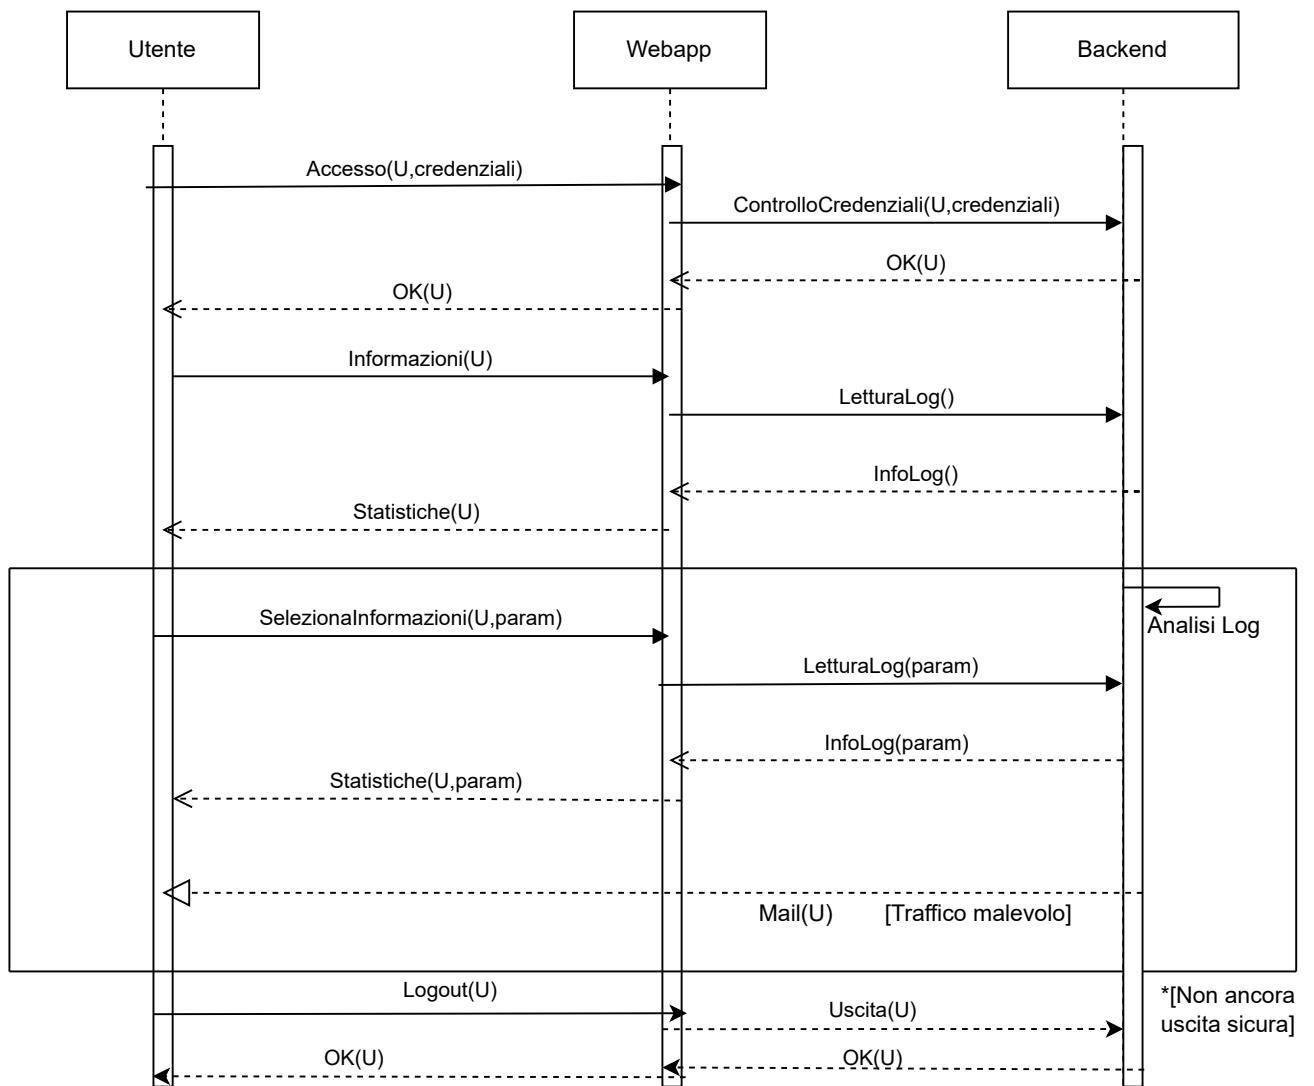 Utente
Webapp
Backend
Accesso(U,credenziali)
ControlloCredenziali(U,credenziali)
OK(U)
OK(U)
Informazioni(U)
LetturaLog()
InfoLog()
Statistiche(U)
SelezionaInformazioni(U,param)
Analisi Log
LetturaLog(param)
InfoLog(param)
Statistiche(U,param)
Mail(U) [Traffico malevolo]
Logout(U)
*[Non ancora
uscita sicura]
Uscita(U)
OK(U)
OK(U)